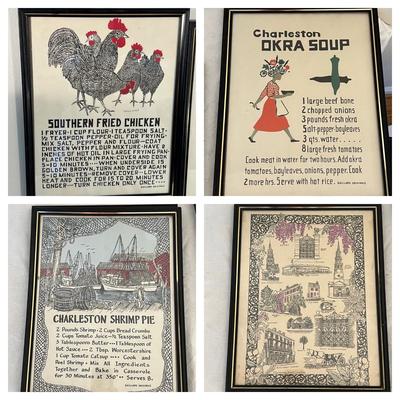 SOUTHERN FRIED CHICKEN
1 FRYER-1 CUP FLOUR-1 TEASPOON SALT-
½ TEASPOON PEPPER-OIL FOR FRYING-
MIX SALT, PEPPER AND FLOUR-COAT
CHICKEN WITH FLOUR MIXTURE-HAVE 2
INCHES OF HOT OIL IN LARGE FRYING PAN-
PLACE CHICKEN IN PAN-COVER AND COOK
5-10 MINUTES--- WHEN UNDERSIDE IS
GOLDEN BROWN, TURN AND COVER AGAIN
5-10 MINUTES-REMOVE COVER-LOWER
HEAT AND COOK FOR 15 TO 20 MINUTES
LONGER--TURN CHICKEN ONLY ONCE----
Charleston
OKRA SOUP
1 large beef bone
2 chopped onions
3 pounds fresh okra
Salt-pepper-bayleaves
3 qts. water
8 large fresh tomatoes
Cook meat in water for two hours. Add okra
tomatoes, bayleaves, onions, pepper. Cook
2 more hrs. Serve with hot rice.
CHARLESTON SHRIMP PIE
2 Pounds Shrimp • 2 Cups Bread Crumbs
2 Cups Tomato Juice-½ Teaspoon Salt
3 Tablespoons Butter---1 Tablespoon of
Hot Sauce --- 2 Tbsp. Worcestershire
1 Cup Tomato Catsup --- Cook and
Peel Shrimp • Mix All Ingredients
Together and Bake in Casserole
for 30 Minutes at 350° -- Serves 8.